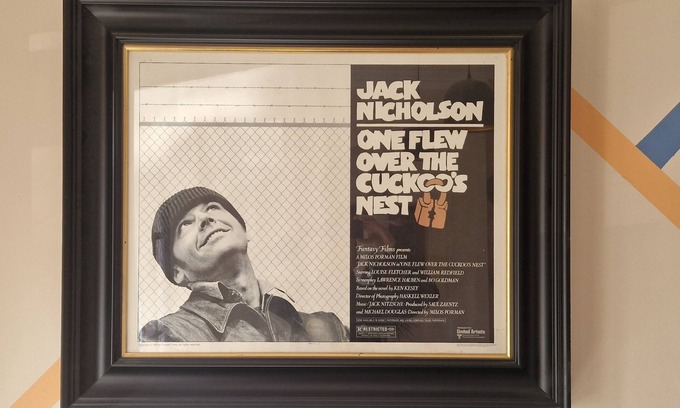 JACK
NICHOLSON
ONE FLEW
OVER THE
CUCKOO'S
NEST
Fantasy Films presents
A MILOS FORMAN FILM
JACK NICHOLSON in "ONE FLEW OVER THE CUCKOO'S NEST"
Starring LOUISE FLETCHER and WILLIAM REDFIELD
Screenplay LAWRENCE HAUBEN and BO GOLDMAN
Based on the novel by KEN KESEY
Director of Photography HASKELL WEXLER
Music - JACK NITZSCHE · Produced by SAUL ZAENTZ
and MICHAEL DOUGLAS Directed by MILOS FORMAN
R RESTRICTED
United Artists